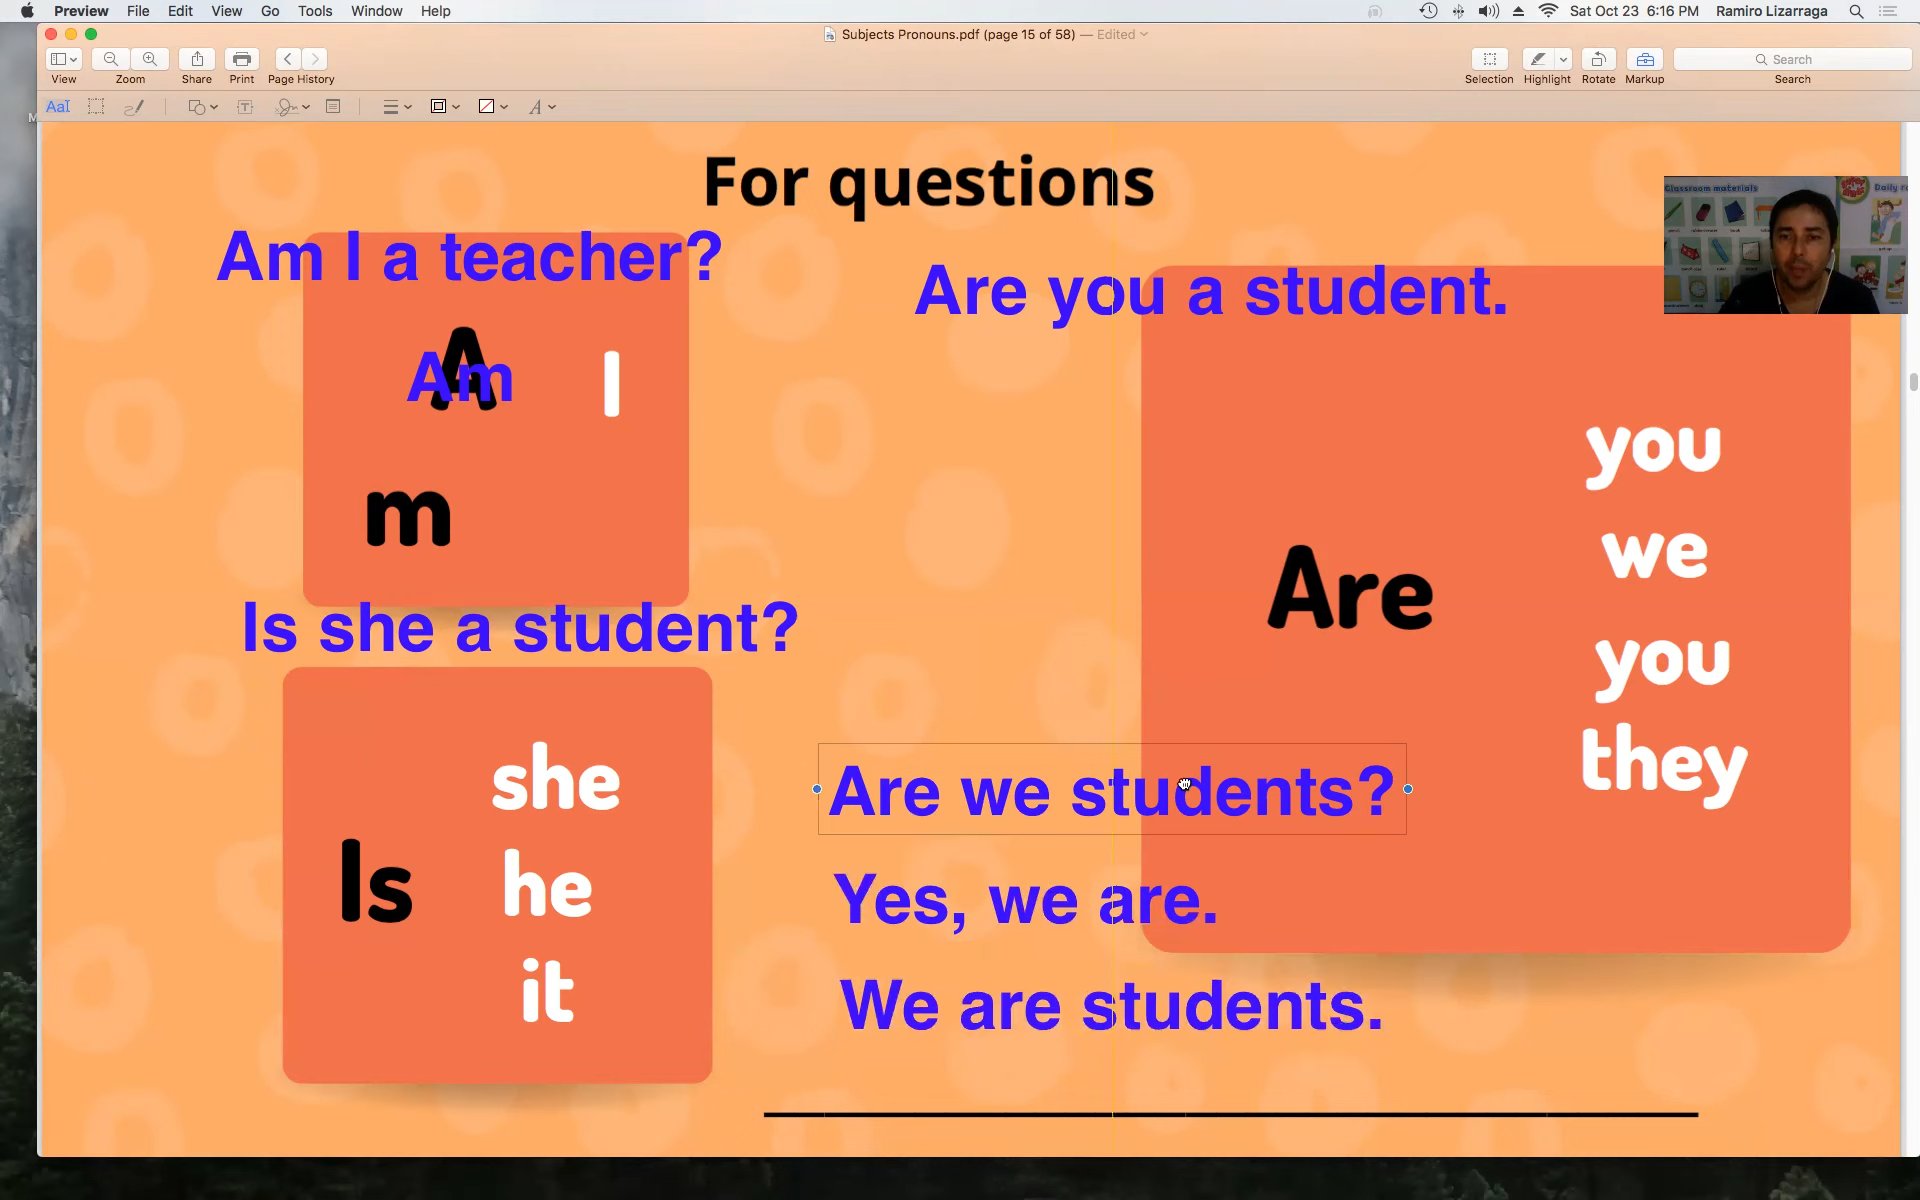 Preview File Edit View Go Tools Window Help
Sat Oct 23 6:16 PM Ramiro Lizarraga
Subjects Pronouns.pdf (page 15 of 58) — Edited
View Zoom Share Print Page History
Search
Selection Highlight Rotate Markup Search
AaI
For questions
Am I a teacher?
Am
A I
m
Is she a student?
Is
she
he
it
Are you a student.
Are
you
we
you
they
Are we students?
Yes, we are.
We are students.
Classroom materials